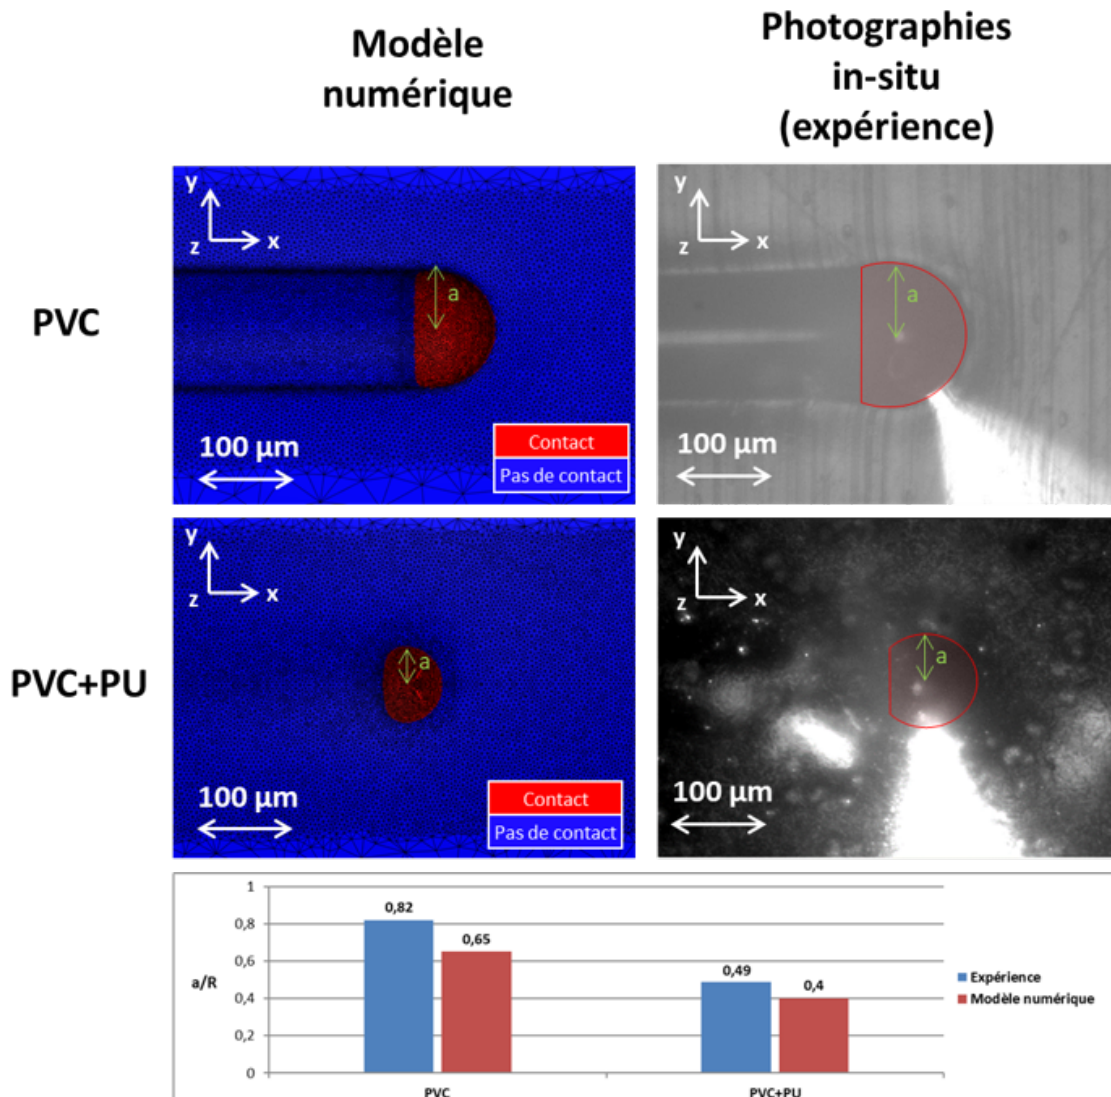 Modèle
numérique
Photographies
in-situ
(expérience)
PVC
y
z
x
a
100 µm
Contact
Pas de contact
y
z
x
a
100 µm
PVC+PU
y
z
x
a
100 µm
Contact
Pas de contact
y
z
x
a
100 µm
a/R
1
0,8
0,6
0,4
0,2
0
0,82
0,65
0,49
0,4
PVC
PVC+PU
Expérience
Modèle numérique